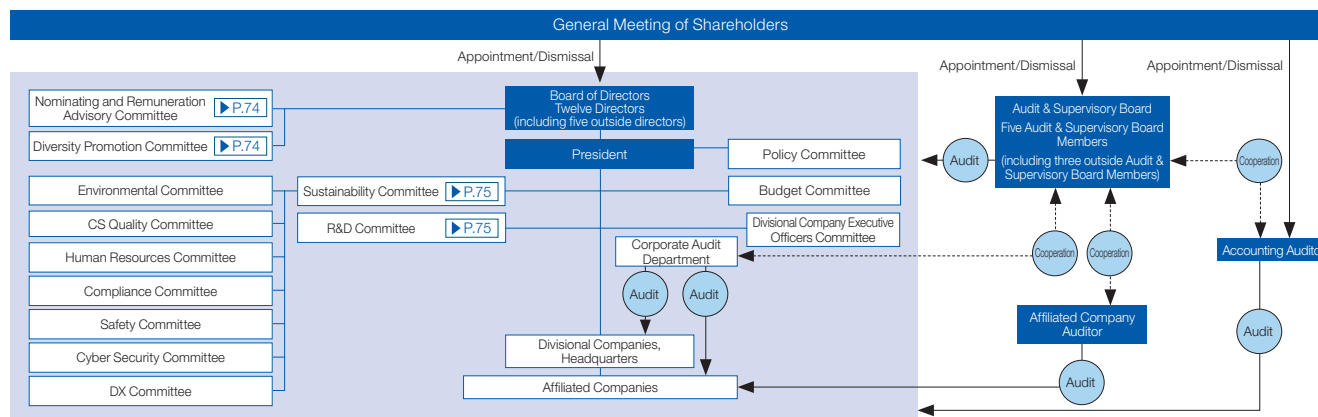 General Meeting of Shareholders
Appointment/Dismissal
Appointment/Dismissal
Appointment/Dismissal
Nominating and Remuneration
Advisory Committee
▶P.74
Diversity Promotion Committee
▶P.74
Board of Directors
Twelve Directors
(including five outside directors)
President
Policy Committee
Environmental Committee
Sustainability Committee
▶P.75
Budget Committee
CS Quality Committee
R&D Committee
▶P.75
Divisional Company Executive
Officers Committee
Human Resources Committee
Corporate Audit
Department
Compliance Committee
Audit
Audit
Safety Committee
Cyber Security Committee
Divisional Companies,
Headquarters
DX Committee
Affiliated Companies
Audit
Audit & Supervisory Board
Five Audit & Supervisory Board
Members
(including three outside Audit &
Supervisory Board Members)
Cooperation
Cooperation
Cooperation
Accounting Auditor
Affiliated Company
Auditor
Audit
Audit